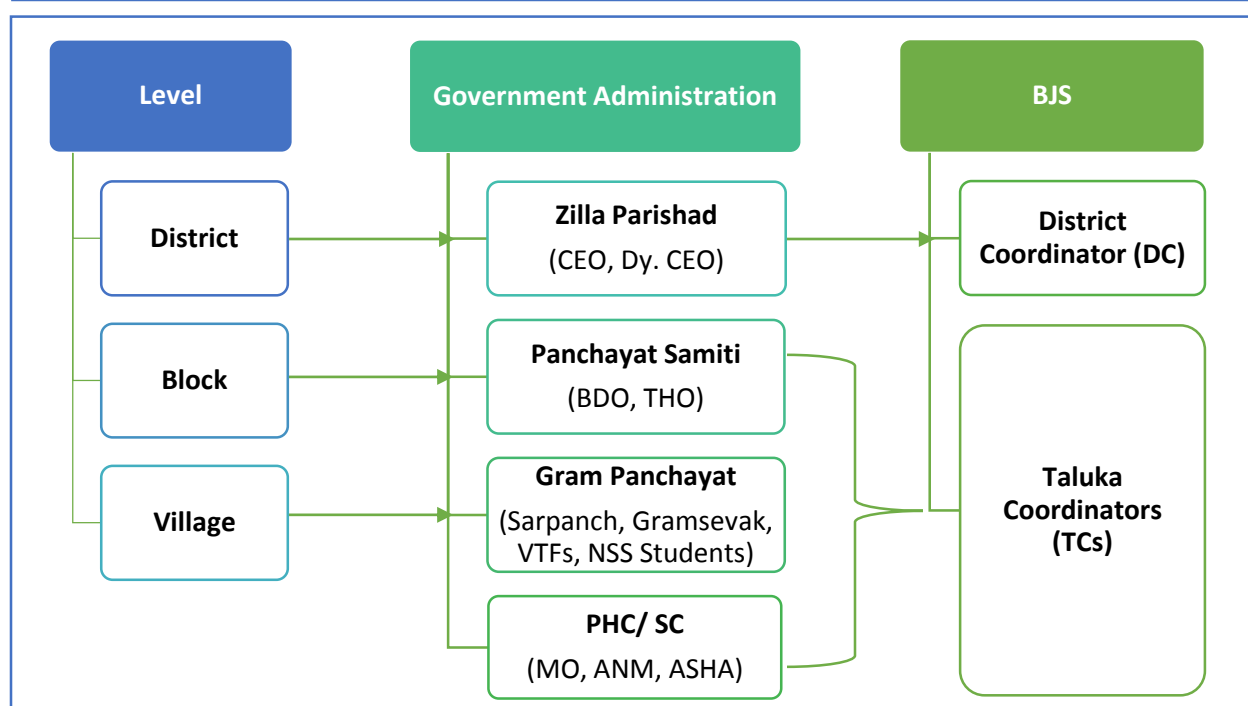 Level
Government Administration
BJS
District
Zilla Parishad
(CEO, Dy. CEO)
District
Coordinator (DC)
Block
Panchayat Samiti
(BDO, THO)
Village
Gram Panchayat
(Sarpanch, Gramsevak,
VTFs, NSS Students)
PHC/ SC
(MO, ANM, ASHA)
Taluka
Coordinators
(TCs)